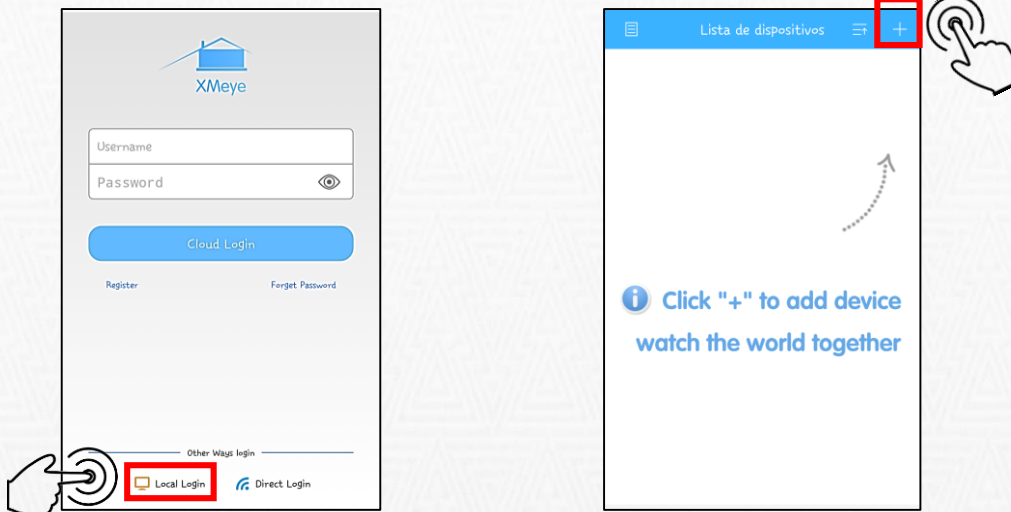 XMeye
Username
Password
Cloud Login
Register
Forget Password
Other Ways login
Local Login
Direct Login
Lista de dispositivos
Click "+" to add device
watch the world together